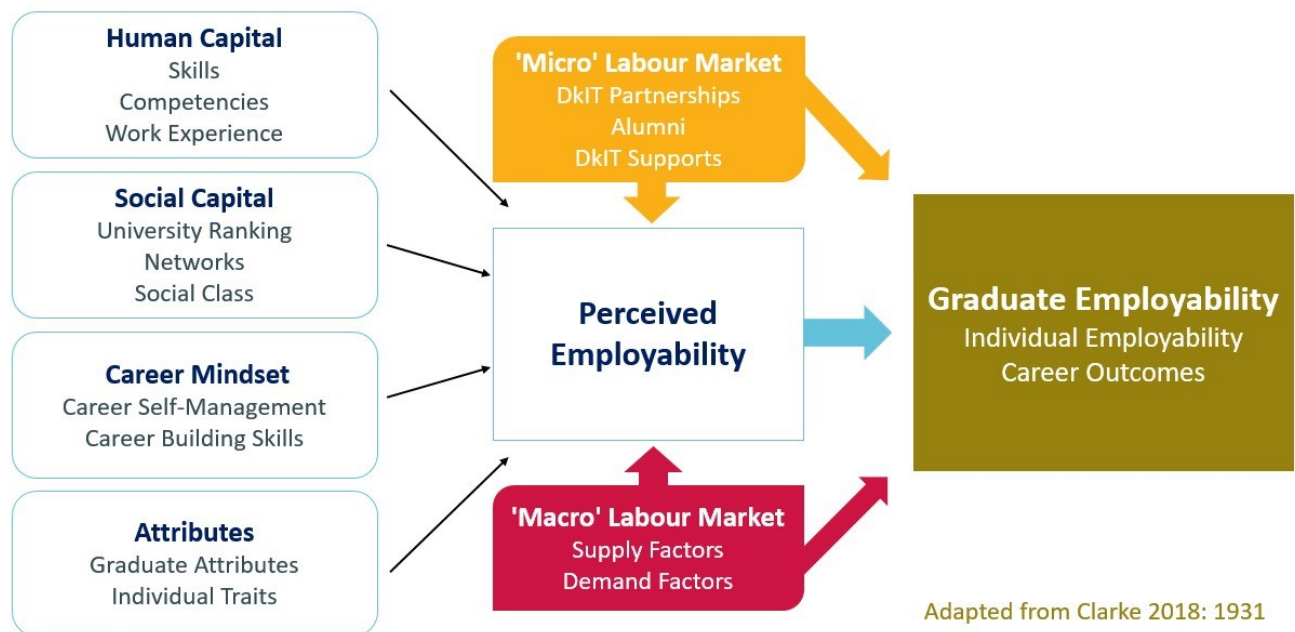 Human Capital
Skills
Competencies
Work Experience
Social Capital
University Ranking
Networks
Social Class
Career Mindset
Career Self-Management
Career Building Skills
Attributes
Graduate Attributes
Individual Traits
'Micro' Labour Market
DkIT Partnerships
Alumni
DkIT Supports
Perceived
Employability
'Macro' Labour Market
Supply Factors
Demand Factors
Graduate Employability
Individual Employability
Career Outcomes
Adapted from Clarke 2018: 1931